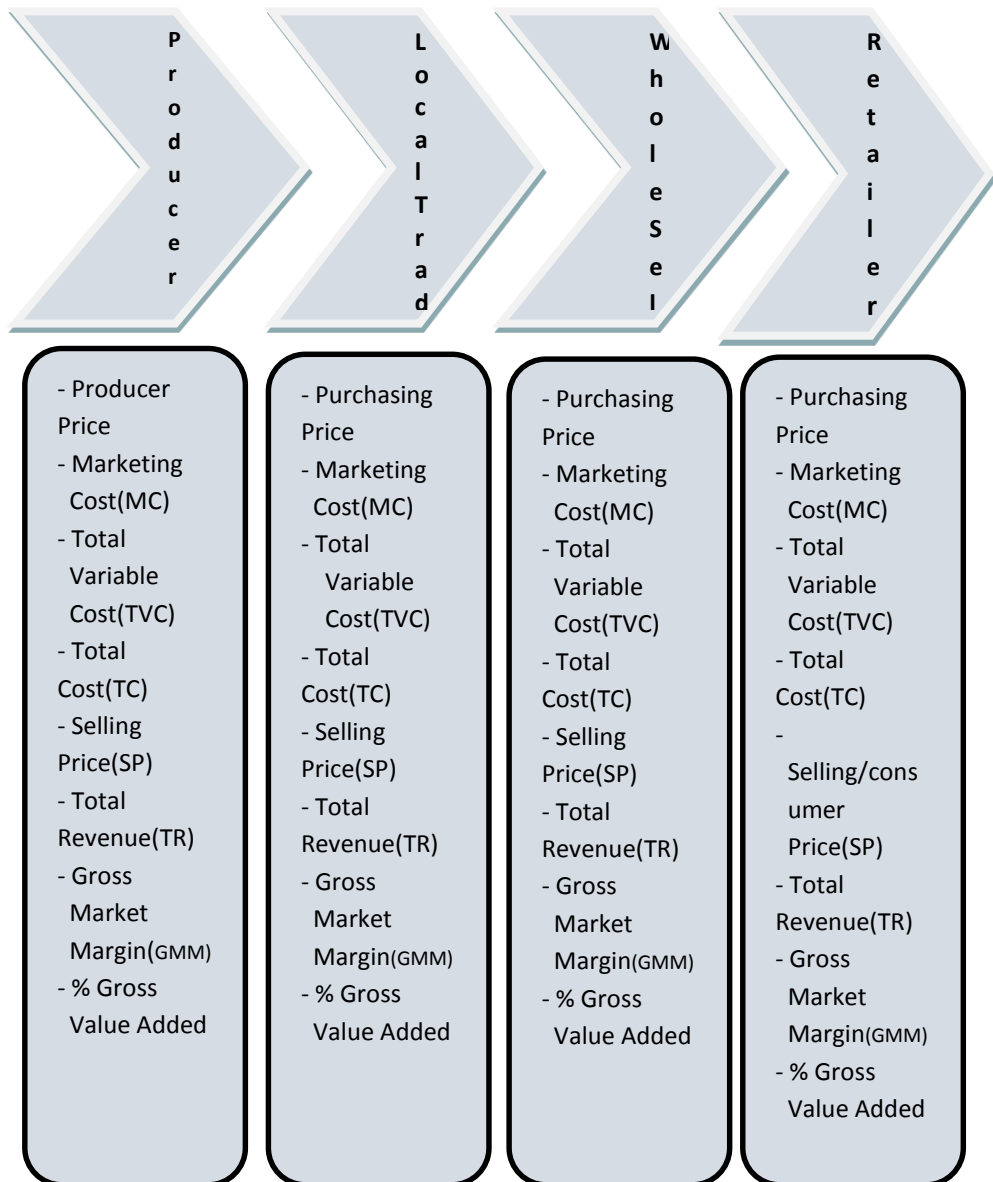 Producer
LocalTrad
WholeSel
Retailer
- Producer
Price
- Marketing
Cost(MC)
- Total
Variable
Cost(TVC)
- Total
Cost(TC)
- Selling
Price(SP)
- Total
Revenue(TR)
- Gross
Market
Margin(GMM)
- % Gross
Value Added
- Purchasing
Price
- Marketing
Cost(MC)
- Total
Variable
Cost(TVC)
- Total
Cost(TC)
- Selling
Price(SP)
- Total
Revenue(TR)
- Gross
Market
Margin(GMM)
- % Gross
Value Added
- Purchasing
Price
- Marketing
Cost(MC)
- Total
Variable
Cost(TVC)
- Total
Cost(TC)
- Selling
Price(SP)
- Total
Revenue(TR)
- Gross
Market
Margin(GMM)
- % Gross
Value Added
- Purchasing
Price
- Marketing
Cost(MC)
- Total
Variable
Cost(TVC)
- Total
Cost(TC)
-
Selling/cons
umer
Price(SP)
- Total
Revenue(TR)
- Gross
Market
Margin(GMM)
- % Gross
Value Added